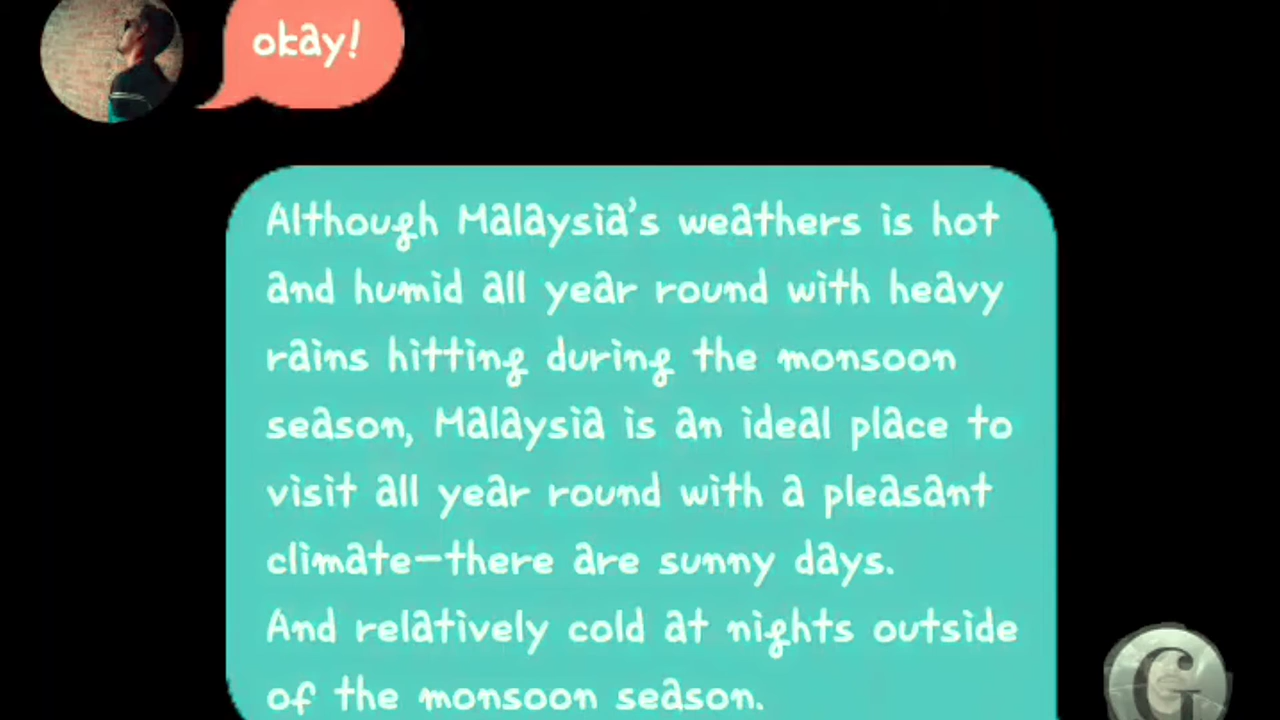 okay!
Although Malaysia's weathers is hot
and humid all year round with heavy
rains hitting during the monsoon
season, Malaysia is an ideal place to
visit all year round with a pleasant
climate—there are sunny days.
And relatively cold at nights outside
of the monsoon season.
G